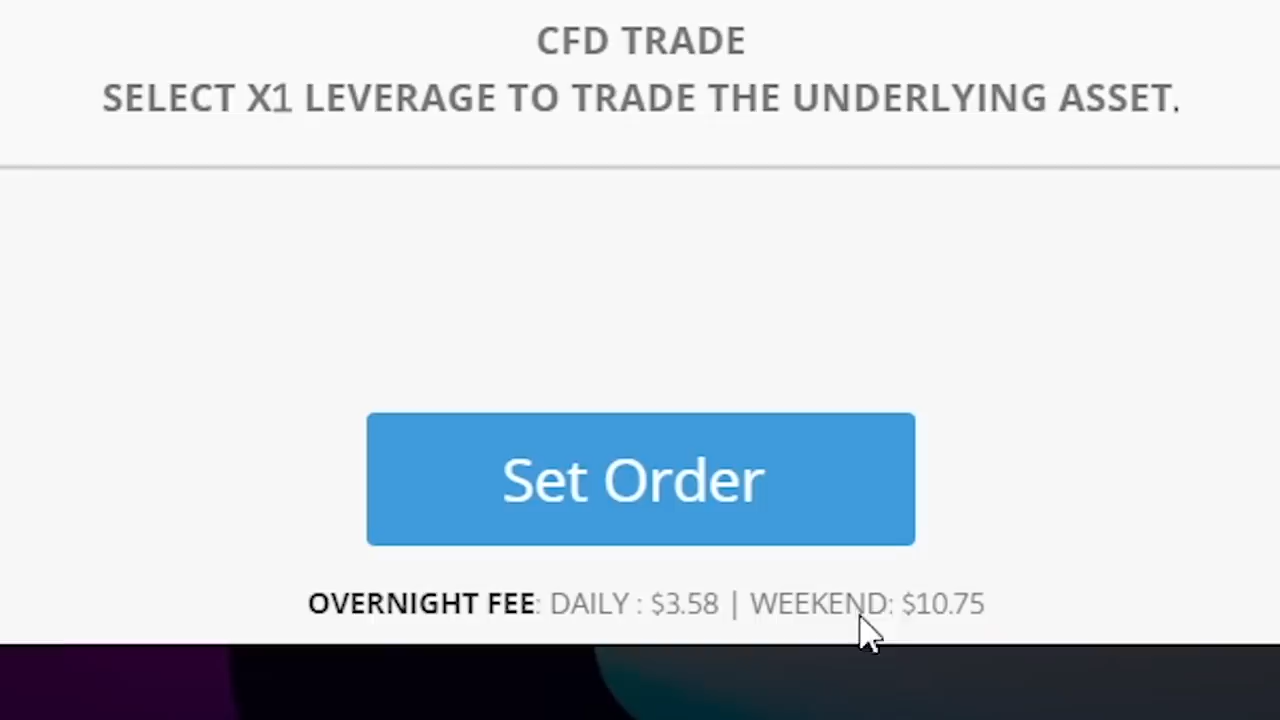 CFD TRADE
SELECT X1 LEVERAGE TO TRADE THE UNDERLYING ASSET.
Set Order
OVERNIGHT FEE: DAILY : $3.58 | WEEKEND: $10.75